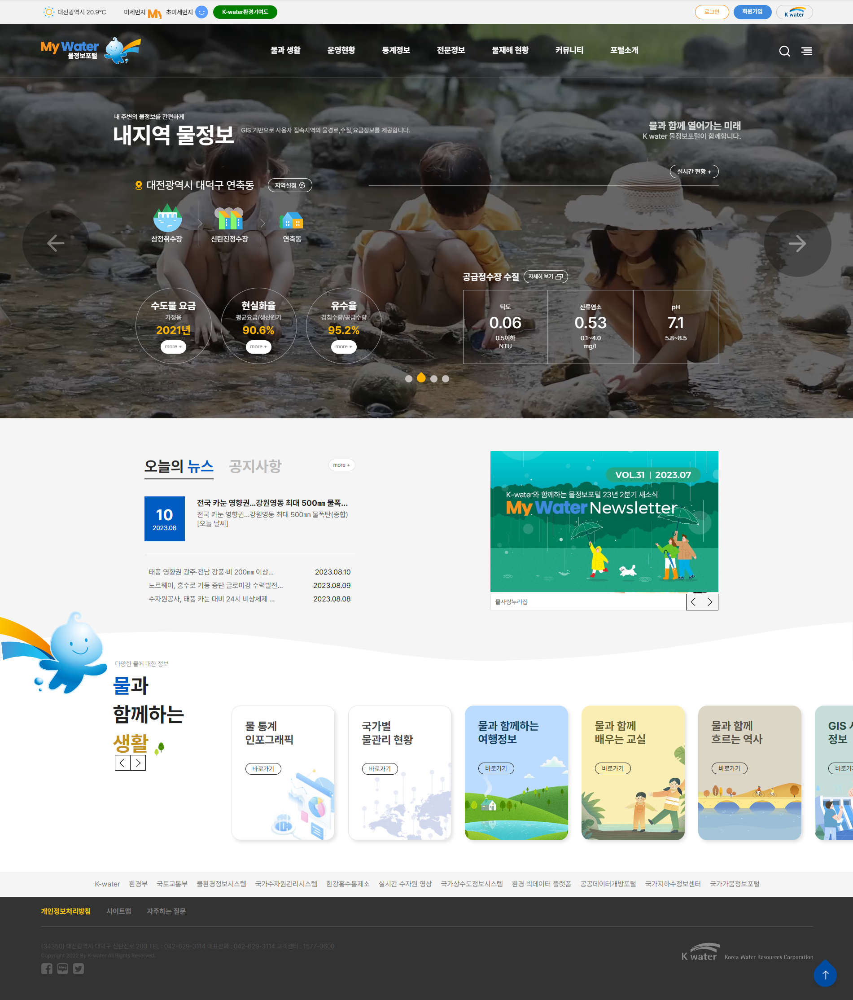 대전광역시 20.9℃ 미세먼지 초미세먼지 K-water환경기여도 로그인 회원가입 K water
My Water
물정보포털
물과 생활 운영현황 통계정보 전문정보 물재해 현황 커뮤니티 포털소개
내 주변의 물정보를 간편하게
내지역 물정보 GIS 기반으로 사용자 접속지역의 물경로,수질,요금정보를 제공합니다.
물과 함께 열어가는 미래
K water 물정보포털이 함께합니다.
실시간 현황 +
대전광역시 대덕구 연축동 지역설정
삼정취수장 신탄진정수장 연축동
공급정수장 수질 자세히 보기
수도물 요금
가정용
2021년
more +
현실화율
평균요금/생산원가
90.6%
more +
유수율
검침수량/공급수량
95.2%
more +
탁도
0.06
0.5이하
NTU
잔류염소
0.53
0.1~4.0
mg/L
pH
7.1
5.8~8.5
오늘의 뉴스 공지사항 more +
10
2023.08
전국 카눈 영향권...강원영동 최대 500㎜ 물폭...
전국 카눈 영향권...강원영동 최대 500㎜ 물폭탄(종합)
[오늘 날씨]
태풍 영향권 광주·전남 강풍·비 200㎜ 이상... 2023.08.10
노르웨이, 홍수로 가동 중단 글로마강 수력발전... 2023.08.09
수자원공사, 태풍 카눈 대비 24시 비상체제 ... 2023.08.08
VOL.31 | 2023.07
K-water와 함께하는 물정보포털 23년 2분기 새소식
My Water Newsletter
물사랑누리집
다양한 물에 대한 정보
물과
함께하는
생활
물 통계
인포그래픽
바로가기
국가별
물관리 현황
바로가기
물과 함께하는
여행정보
바로가기
물과 함께
배우는 교실
바로가기
물과 함께
흐르는 역사
바로가기
GIS
정보
바로가
K-water 환경부 국토교통부 물환경정보시스템 국가수자원관리시스템 한강홍수통제소 실시간 수자원 영상 국가상수도정보시스템 환경 빅데이터 플랫폼 공공데이터개방포털 국가지하수정보센터 국가가뭄정보포털
개인정보처리방침 사이트맵 자주하는 질문
(34350) 대전광역시 대덕구 신탄진로 200 TEL : 042-629-3114 대표전화 : 042-629-3114 고객센터 : 1577-0600
Copyright 2022 By K-water All Rights Reserved.
blog
K water Korea Water Resources Corporation